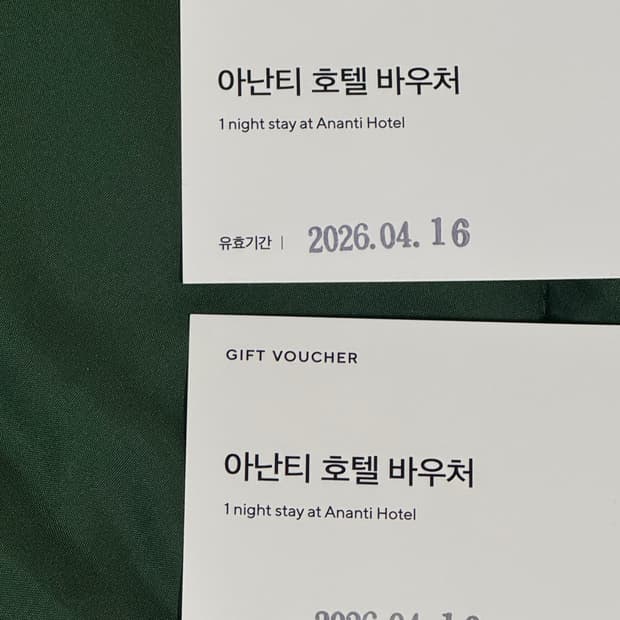 아난티 호텔 바우처
1 night stay at Ananti Hotel
유효기간 | 2026.04.16
GIFT VOUCHER
아난티 호텔 바우처
1 night stay at Ananti Hotel